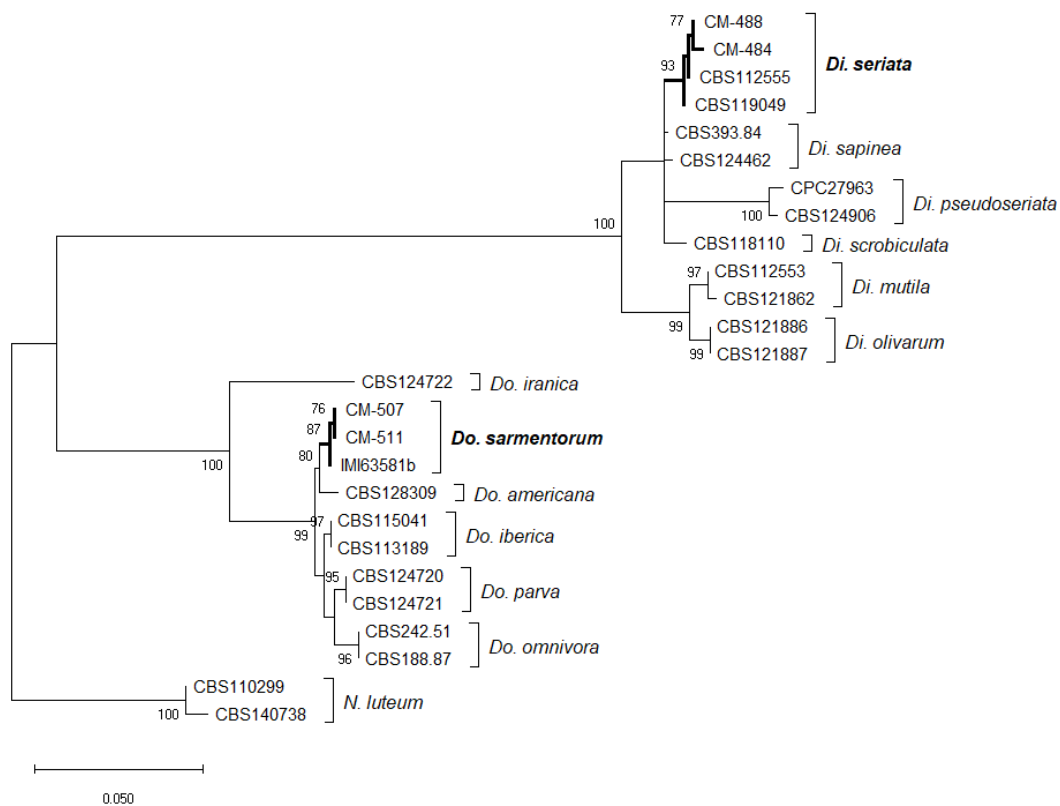 77
CM-488
CM-484
93
Di. seriata
CBS112555
CBS119049
CBS393.84
Di. sapinea
CBS124462
CPC27963
Di. pseudoseriata
100
CBS124906
100
CBS118110
Di. scrobiculata
97
CBS112553
Di. mutila
CBS121862
99
CBS121886
Di. olivarum
99
CBS121887
CBS124722
Do. iranica
76
CM-507
87
CM-511
Do. sarmentorum
80
IMI63581b
100
CBS128309
Do. americana
97
CBS115041
99
Do. iberica
CBS113189
95
CBS124720
Do. parva
CBS124721
CBS242.51
Do. omnivora
96
CBS188.87
CBS110299
N. luteum
100
CBS140738
0.050